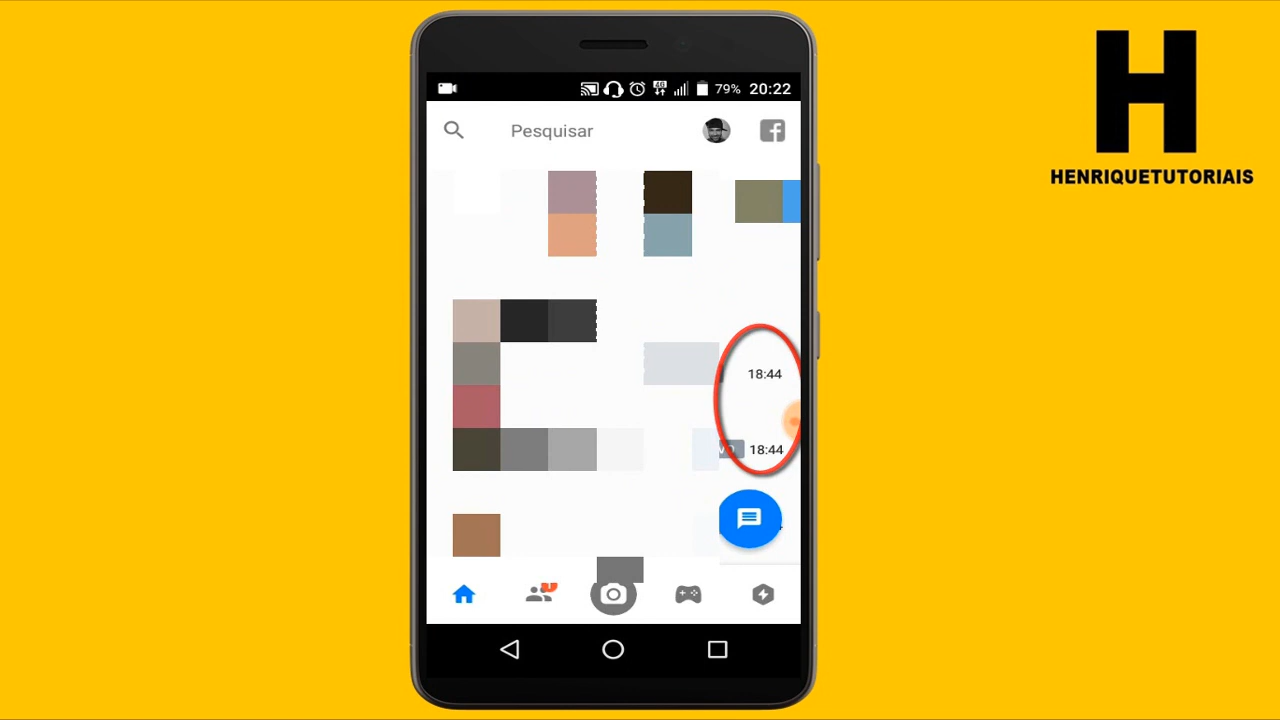 79% 20:22
H
Pesquisar
HENRIQUETUTORIAIS
18:44
18:44